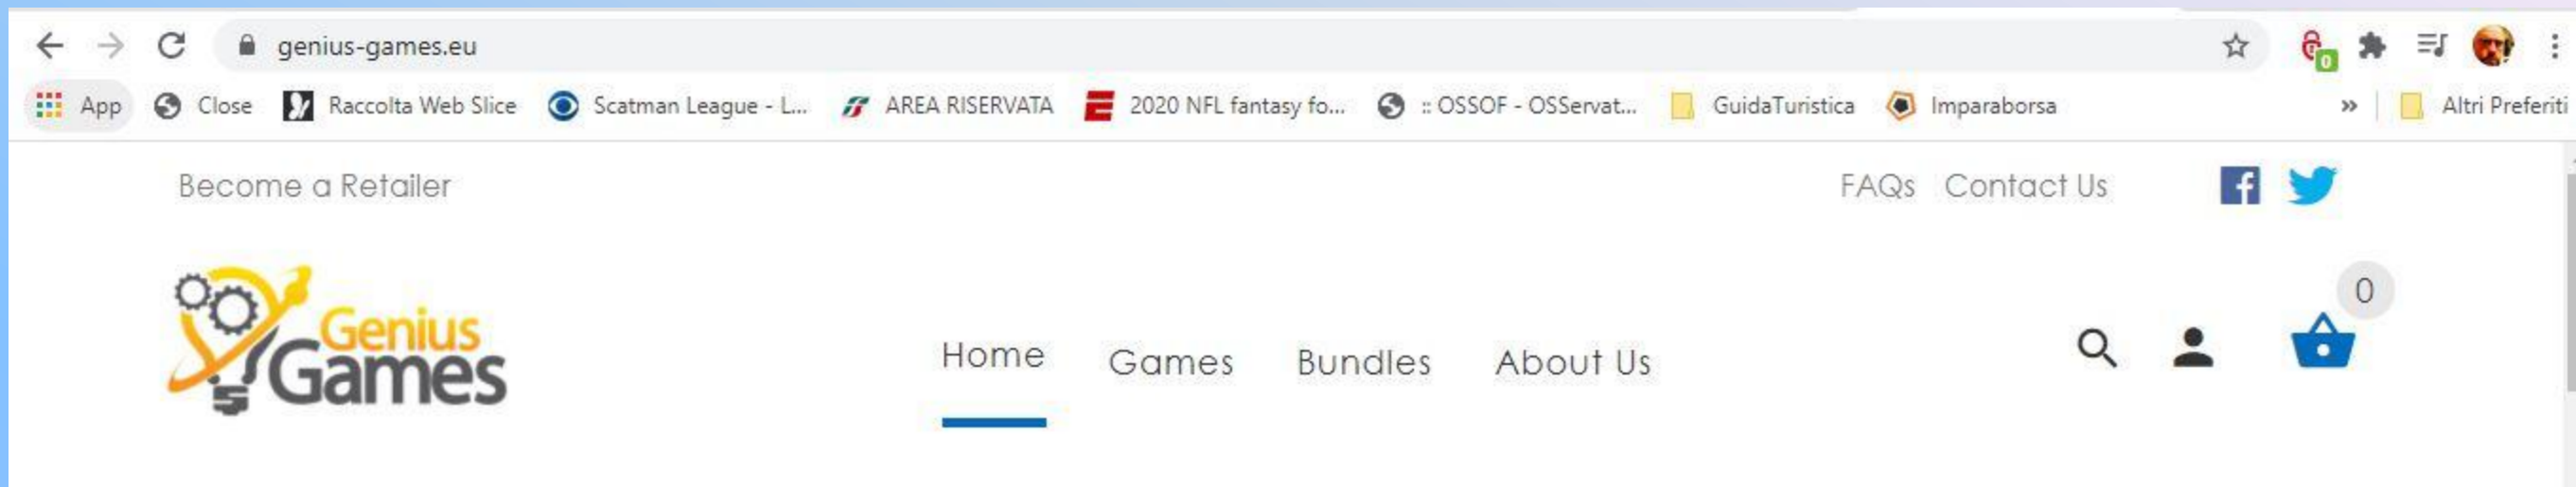 genius-games.eu
0
App Close Raccolta Web Slice Scatman League - L... AREA RISERVATA 2020 NFL fantasy fo... :: OSSOF - OSServat... GuidaTuristica Imparaborsa » Altri Preferiti
Become a Retailer FAQs Contact Us
0
Genius
Games
Home Games Bundles About Us